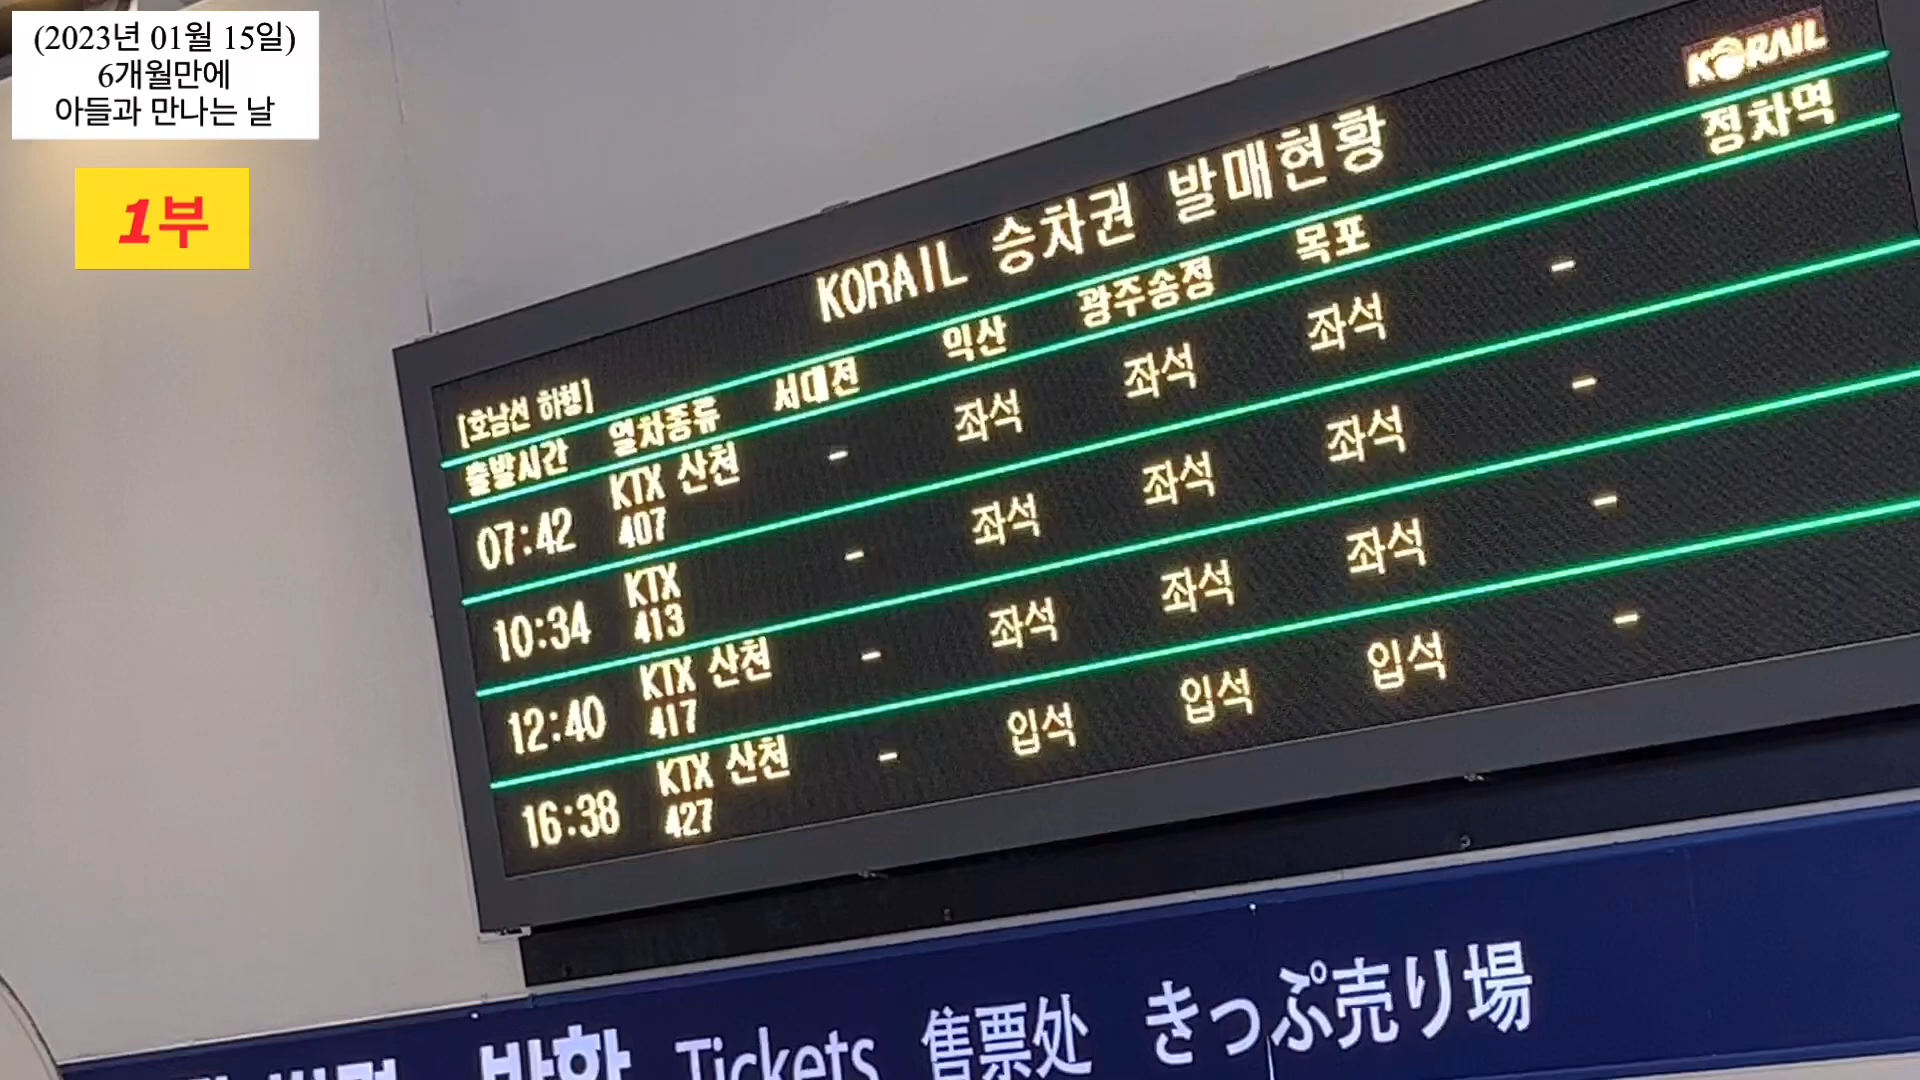 (2023년 01월 15일)
6개월만에
아들과 만나는 날
1부
KORAIL
KORAIL 승차권 발매현황
[호남선 하행]
출발시간 열차종류 서대전 익산 광주송정 목포 정차역
07:42 KTX 산천 407 - 좌석 좌석 좌석 -
10:34 KTX 413 - 좌석 좌석 좌석 -
12:40 KTX 산천 417 - 좌석 좌석 좌석 -
16:38 KTX 산천 427 - 입석 입석 입석 -
반환 Tickets 售票处 きっぷ売り場